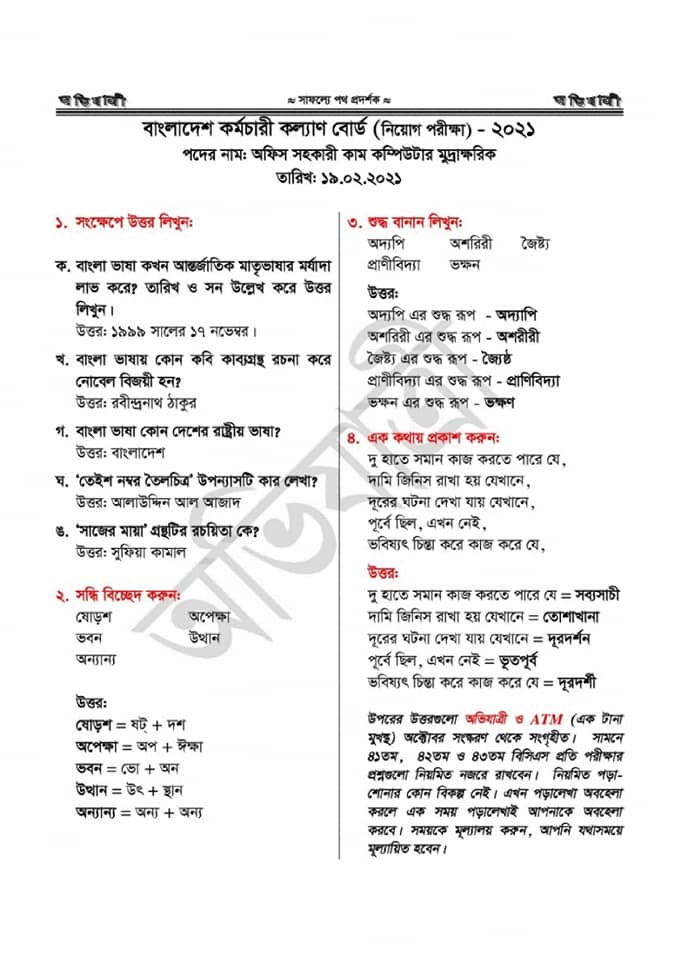 অভিযাত্রী
≈ সাফল্যে পথ প্রদর্শক ≈
অভিযাত্রী
বাংলাদেশ কর্মচারী কল্যাণ বোর্ড (নিয়োগ পরীক্ষা) - ২০২১
পদের নাম: অফিস সহকারী কাম কম্পিউটার মুদ্রাক্ষরিক
তারিখ: ১৯.০২.২০২১
১. সংক্ষেপে উত্তর লিখুন:
ক. বাংলা ভাষা কখন আন্তর্জাতিক মাতৃভাষার মর্যাদা
লাভ করে? তারিখ ও সন উল্লেখ করে উত্তর
লিখুন।
উত্তর: ১৯৯৯ সালের ১৭ নভেম্বর।
খ. বাংলা ভাষায় কোন কবি কাব্যগ্রন্থ রচনা করে
নোবেল বিজয়ী হন?
উত্তর: রবীন্দ্রনাথ ঠাকুর
গ. বাংলা ভাষা কোন দেশের রাষ্ট্রীয় ভাষা?
উত্তর: বাংলাদেশ
ঘ. ‘তেইশ নম্বর তৈলচিত্র’ উপন্যাসটি কার লেখা?
উত্তর: আলাউদ্দিন আল আজাদ
ঙ. ‘সাজের মায়া’ গ্রন্থটির রচয়িতা কে?
উত্তর: সুফিয়া কামাল
২. সন্ধি বিচ্ছেদ করুন:
ষোড়শ অপেক্ষা
ভবন উত্থান
অন্যান্য
উত্তর:
ষোড়শ = ষট্ + দশ
অপেক্ষা = অপ + ঈক্ষা
ভবন = ভো + অন
উত্থান = উৎ + স্থান
অন্যান্য = অন্য + অন্য
৩. শুদ্ধ বানান লিখুন:
অদ্যপি অশরিরী জৈষ্ট্য
প্রাণীবিদ্যা ভক্ষন
উত্তর:
অদ্যপি এর শুদ্ধ রূপ - অদ্যাপি
অশরিরী এর শুদ্ধ রূপ - অশরীরী
জৈষ্ট্য এর শুদ্ধ রূপ - জ্যৈষ্ঠ
প্রাণীবিদ্যা এর শুদ্ধ রূপ - প্রাণিবিদ্যা
ভক্ষন এর শুদ্ধ রূপ - ভক্ষণ
৪. এক কথায় প্রকাশ করুন:
দু হাতে সমান কাজ করতে পারে যে,
দামি জিনিস রাখা হয় যেখানে,
দূরের ঘটনা দেখা যায় যেখানে,
পূর্বে ছিল, এখন নেই,
ভবিষ্যৎ চিন্তা করে কাজ করে যে,
উত্তর:
দু হাতে সমান কাজ করতে পারে যে = সব্যসাচী
দামি জিনিস রাখা হয় যেখানে = তোশাখানা
দূরের ঘটনা দেখা যায় যেখানে = দূরদর্শন
পূর্বে ছিল, এখন নেই = ভূতপূর্ব
ভবিষ্যৎ চিন্তা করে কাজ করে যে = দূরদর্শী
উপরের উত্তরগুলো অভিযাত্রী ও ATM (এক টানা
মুখস্থ) অক্টোবর সংস্করণ থেকে সংগৃহীত। সামনে
৪১তম, ৪২তম ও ৪৩তম বিসিএস প্রতি পরীক্ষার
প্রশ্নগুলো নিয়মিত নজরে রাখবেন। নিয়মিত পড়া-
শোনার কোন বিকল্প নেই। এখন পড়ালেখা অবহেলা
করলে এক সময় পড়ালেখাই আপনাকে অবহেলা
করবে। সময়কে মূল্যালয় করুন, আপনি যথাসময়ে
মূল্যায়িত হবেন।
অভিযাত্রী